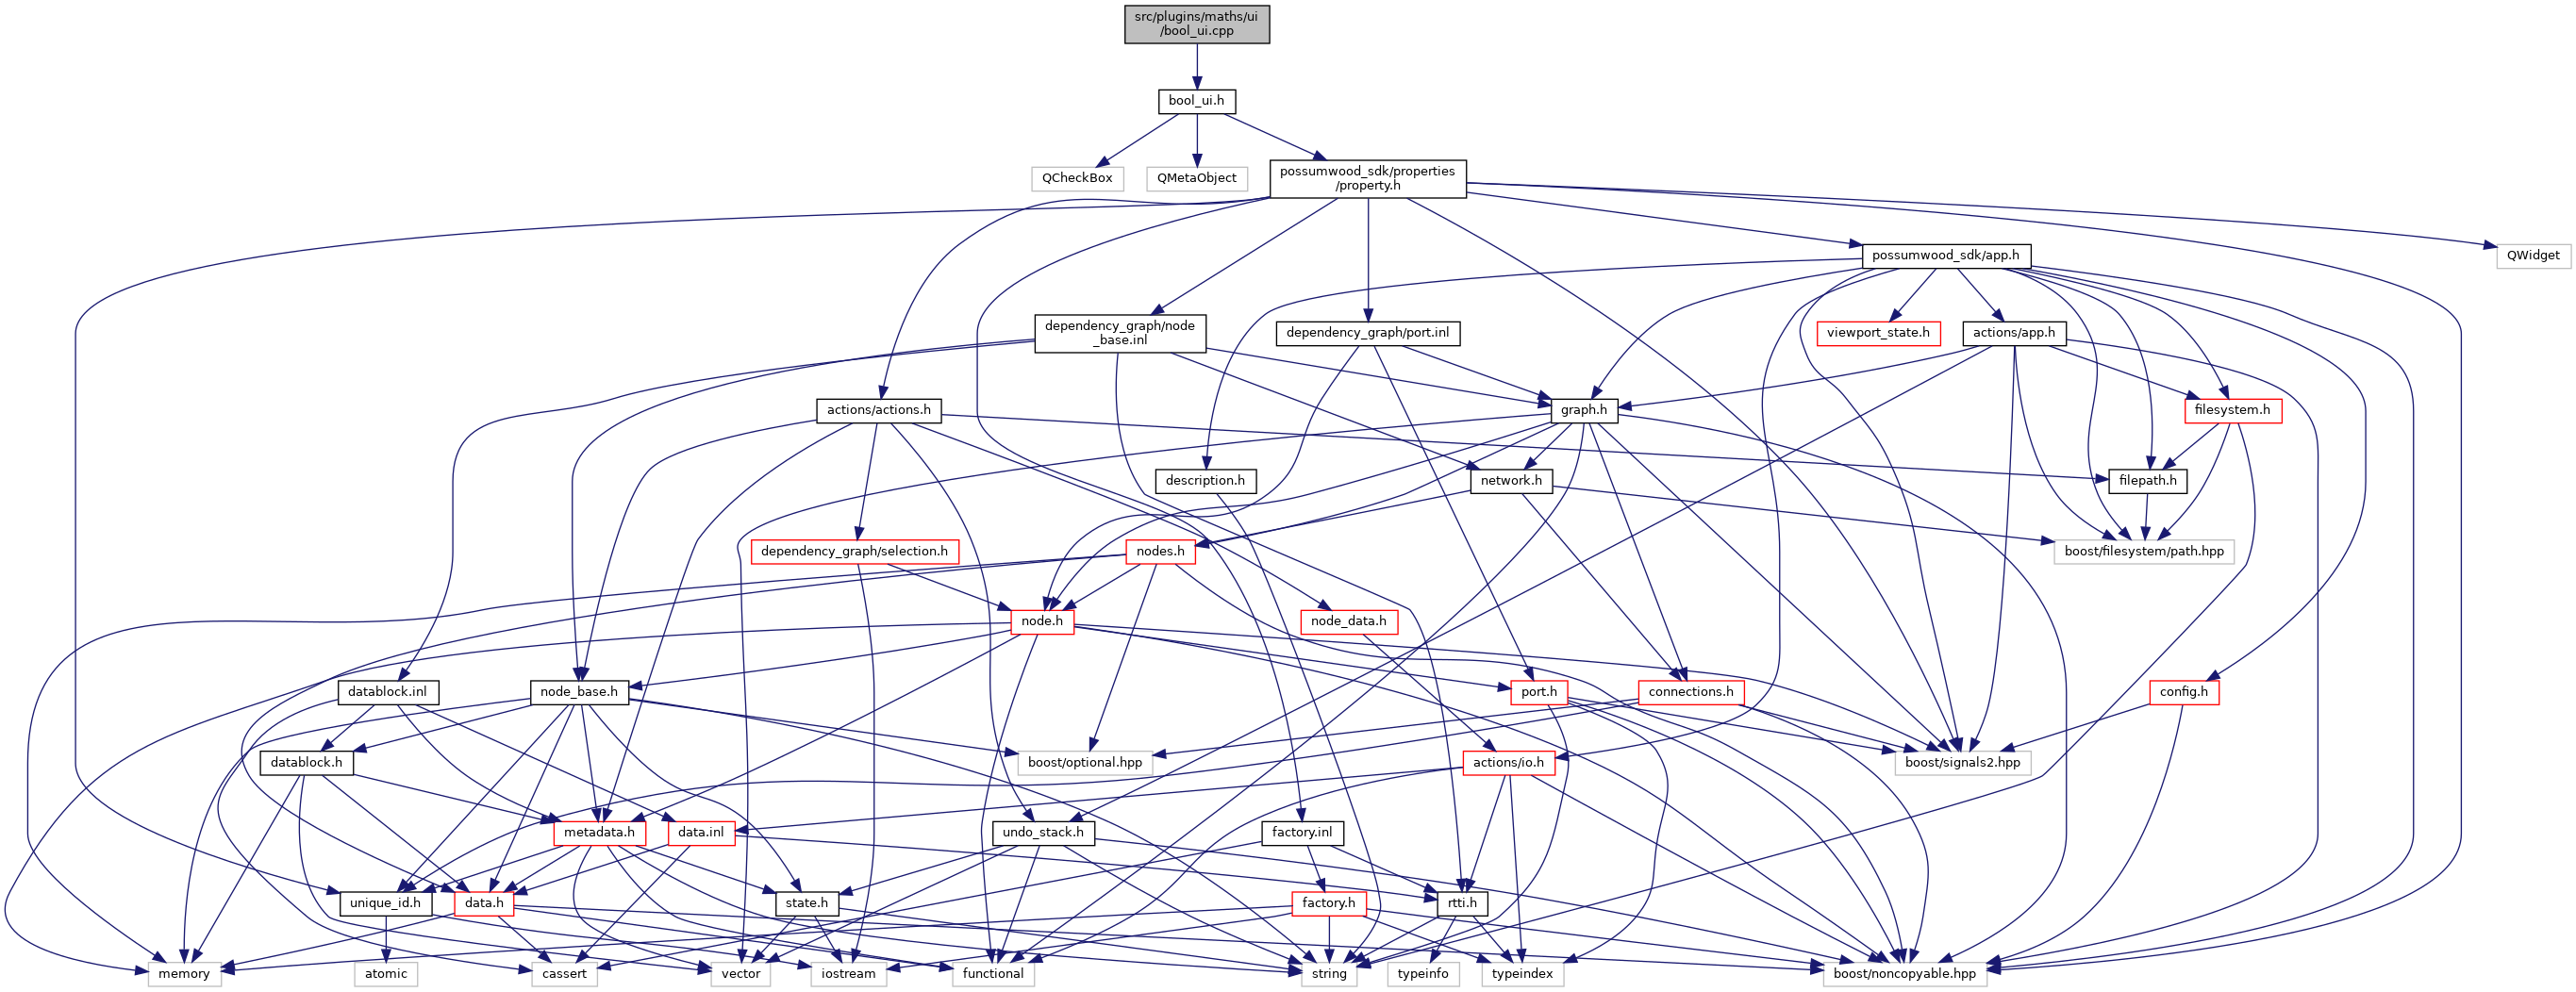 src/plugins/maths/ui
/bool_ui.cpp
bool_ui.h
QCheckBox
QMetaObject
possumwood_sdk/properties
/property.h
possumwood_sdk/app.h
QWidget
dependency_graph/node
_base.inl
dependency_graph/port.inl
viewport_state.h
actions/app.h
actions/actions.h
graph.h
filesystem.h
description.h
network.h
filepath.h
dependency_graph/selection.h
nodes.h
boost/filesystem/path.hpp
node.h
node_data.h
datablock.inl
node_base.h
port.h
connections.h
config.h
datablock.h
boost/optional.hpp
actions/io.h
boost/signals2.hpp
metadata.h
data.inl
undo_stack.h
factory.inl
unique_id.h
data.h
state.h
factory.h
rtti.h
memory
atomic
cassert
vector
iostream
functional
string
typeinfo
typeindex
boost/noncopyable.hpp